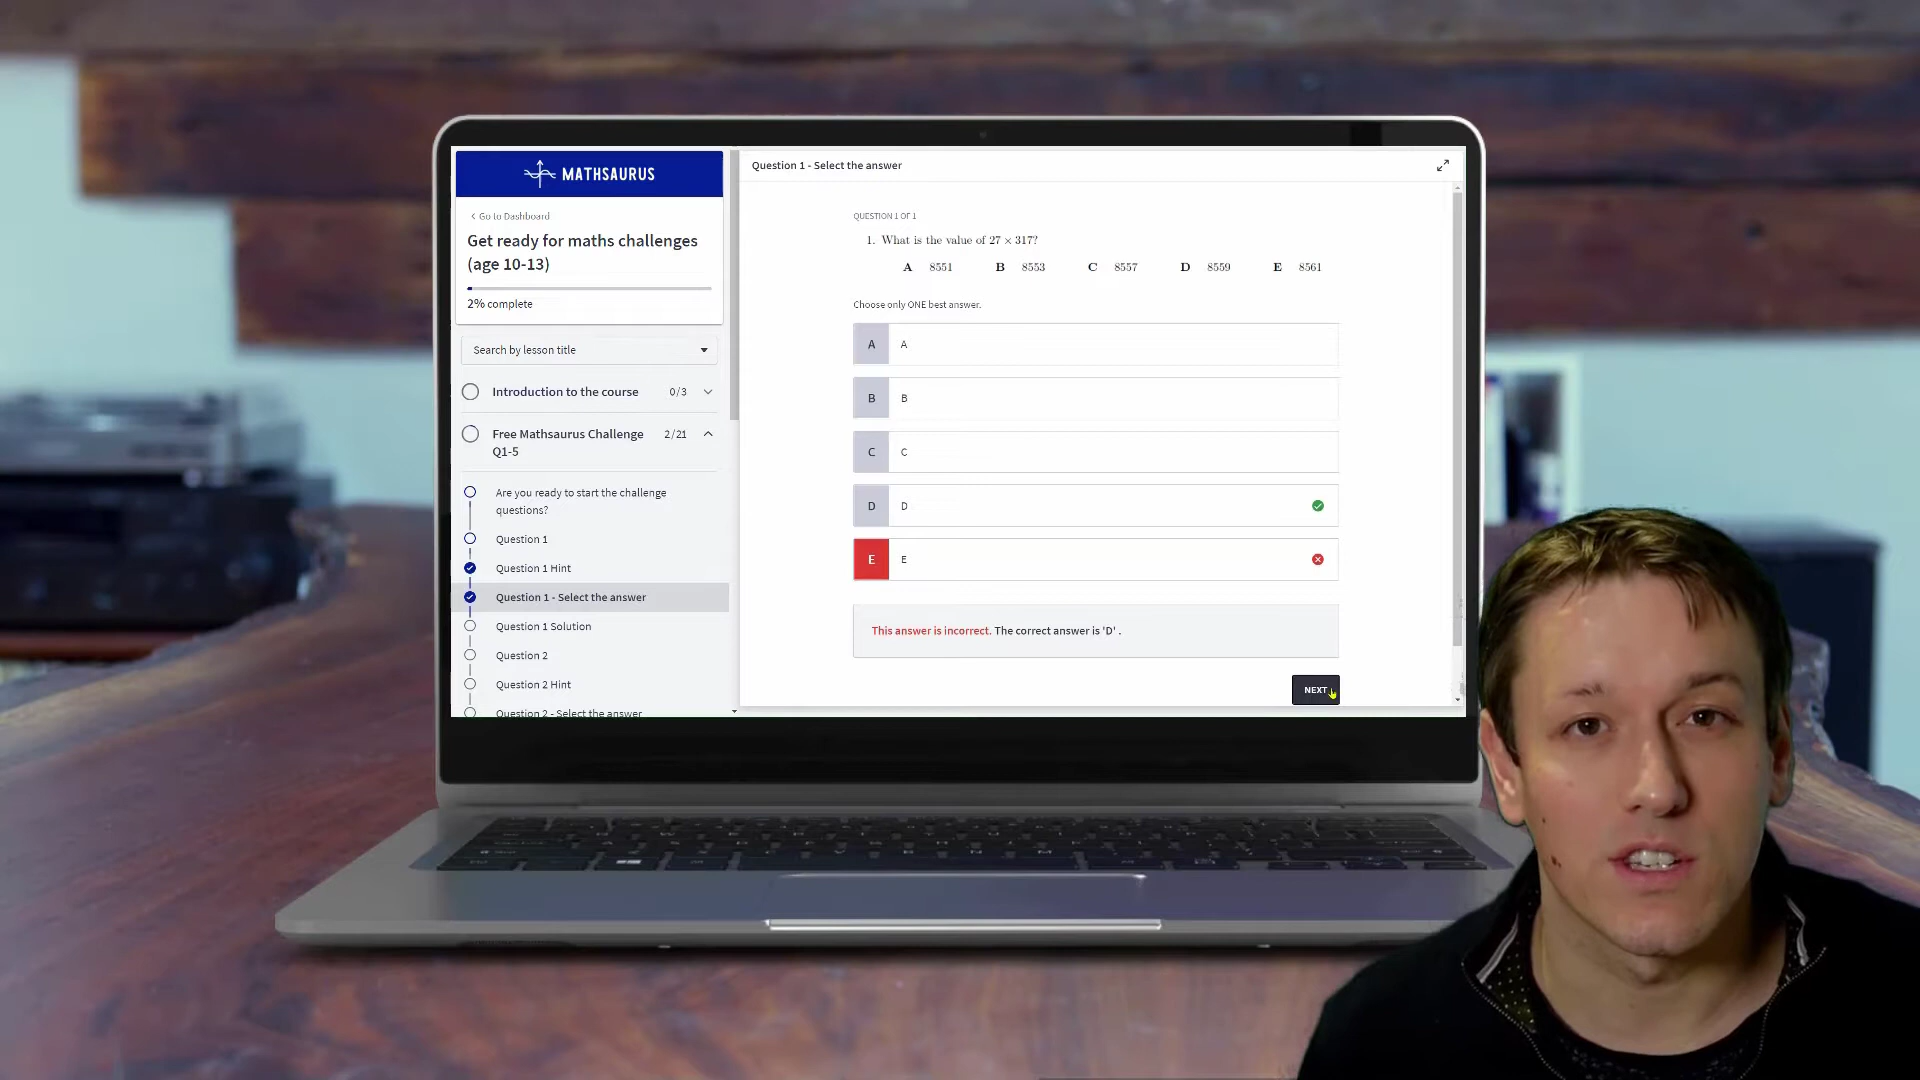 MATHSAURUS
Go to Dashboard
Get ready for maths challenges
(age 10-13)
2% complete
Search by lesson title
Introduction to the course 0/3
Free Mathsaurus Challenge 2/21
Q1-5
Are you ready to start the challenge
questions?
Question 1
Question 1 Hint
Question 1 - Select the answer
Question 1 Solution
Question 2
Question 2 Hint
Question 2 - Select the answer
Question 1 - Select the answer
QUESTION 1 OF 1
1. What is the value of 27 × 317?
A 8551 B 8553 C 8557 D 8559 E 8561
Choose only ONE best answer.
A A
B B
C C
D D
E E
This answer is incorrect. The correct answer is 'D' .
NEXT